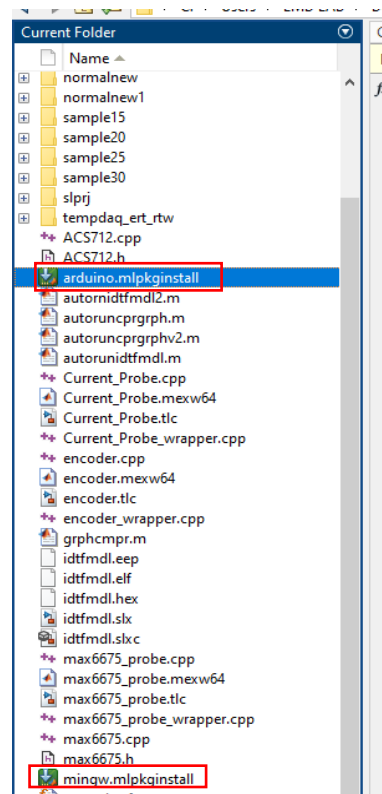 Current Folder
Name
normalnew
normalnew1
sample15
sample20
sample25
sample30
slprj
tempdaq_ert_rtw
ACS712.cpp
ACS712.h
arduino.mlpkginstall
autornidtfmdl2.m
autoruncprgrph.m
autoruncprgrphv2.m
autorunidtfmdl.m
Current_Probe.cpp
Current_Probe.mexw64
Current_Probe.tlc
Current_Probe_wrapper.cpp
encoder.cpp
encoder.mexw64
encoder.tlc
encoder_wrapper.cpp
grphcmpr.m
idtfmdl.eep
idtfmdl.elf
idtfmdl.hex
idtfmdl.slx
idtfmdl.slxc
max6675_probe.cpp
max6675_probe.mexw64
max6675_probe.tlc
max6675_probe_wrapper.cpp
max6675.cpp
max6675.h
mingw.mlpkginstall